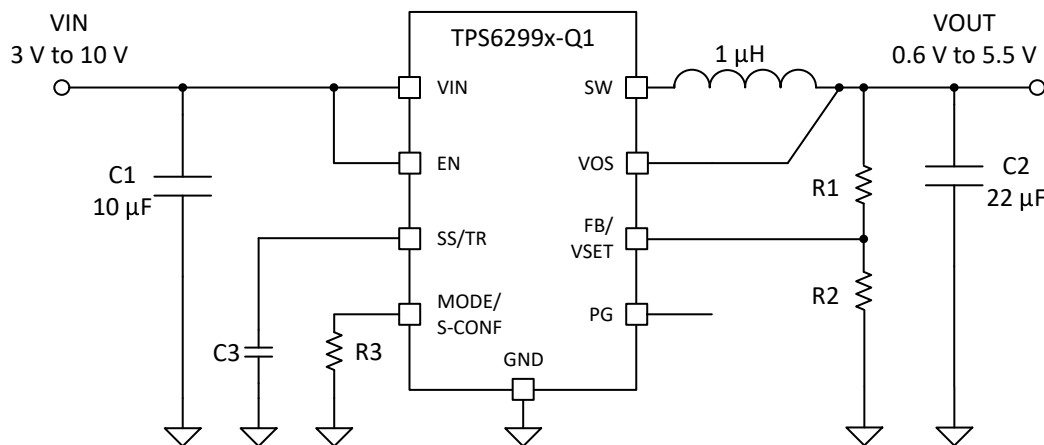 VIN
3 V to 10 V
TPS6299x-Q1
VOUT
0.6 V to 5.5 V
1 µH
VIN
SW
EN
VOS
C1
10 µF
R1
C2
22 µF
SS/TR
FB/
VSET
MODE/
S-CONF
PG
R2
C3
R3
GND